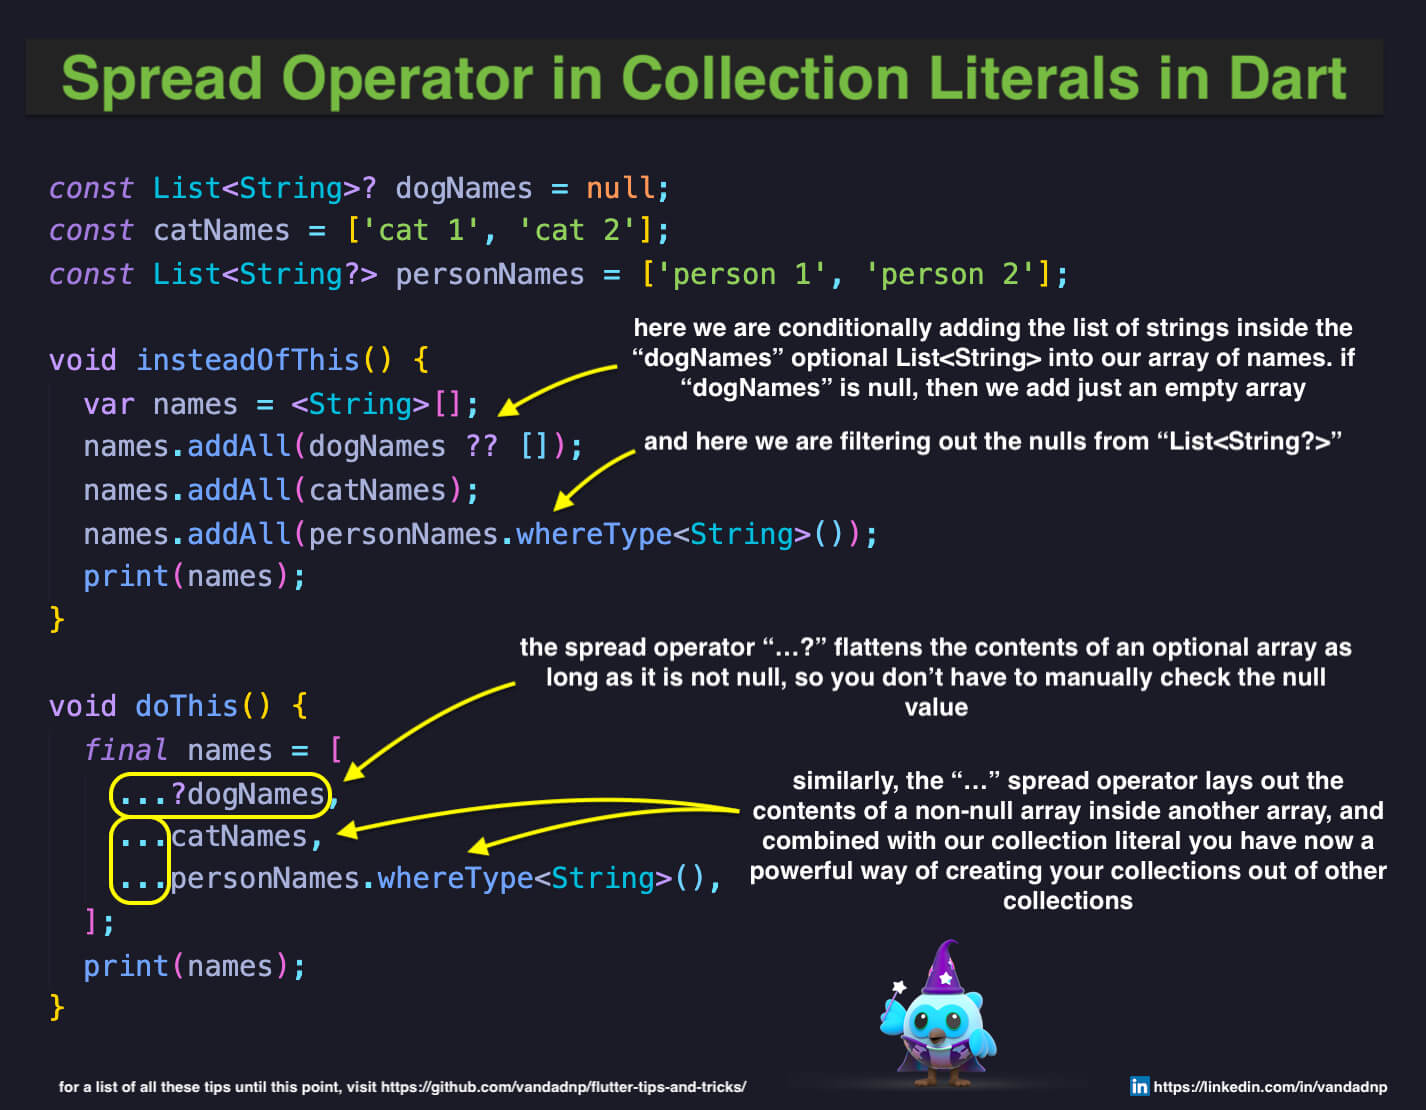 Spread Operator in Collection Literals in Dart
const List<String>? dogNames = null;
const catNames = ['cat 1', 'cat 2'];
const List<String?> personNames = ['person 1', 'person 2'];
here we are conditionally adding the list of strings inside the
“dogNames” optional List<String> into our array of names. if
“dogNames” is null, then we add just an empty array
void insteadOfThis() {
var names = <String>[];
names.addAll(dogNames ?? []);
and here we are filtering out the nulls from “List<String?>”
names.addAll(catNames);
names.addAll(personNames.whereType<String>());
print(names);
}
the spread operator “…?” flattens the contents of an optional array as
long as it is not null, so you don’t have to manually check the null
value
void doThis() {
final names = [
...?dogNames,
...catNames,
...personNames.whereType<String>(),
];
similarly, the “…” spread operator lays out the
contents of a non-null array inside another array, and
combined with our collection literal you have now a
powerful way of creating your collections out of other
collections
print(names);
}
for a list of all these tips until this point, visit https://github.com/vandadnp/flutter-tips-and-tricks/
in https://linkedin.com/in/vandadnp